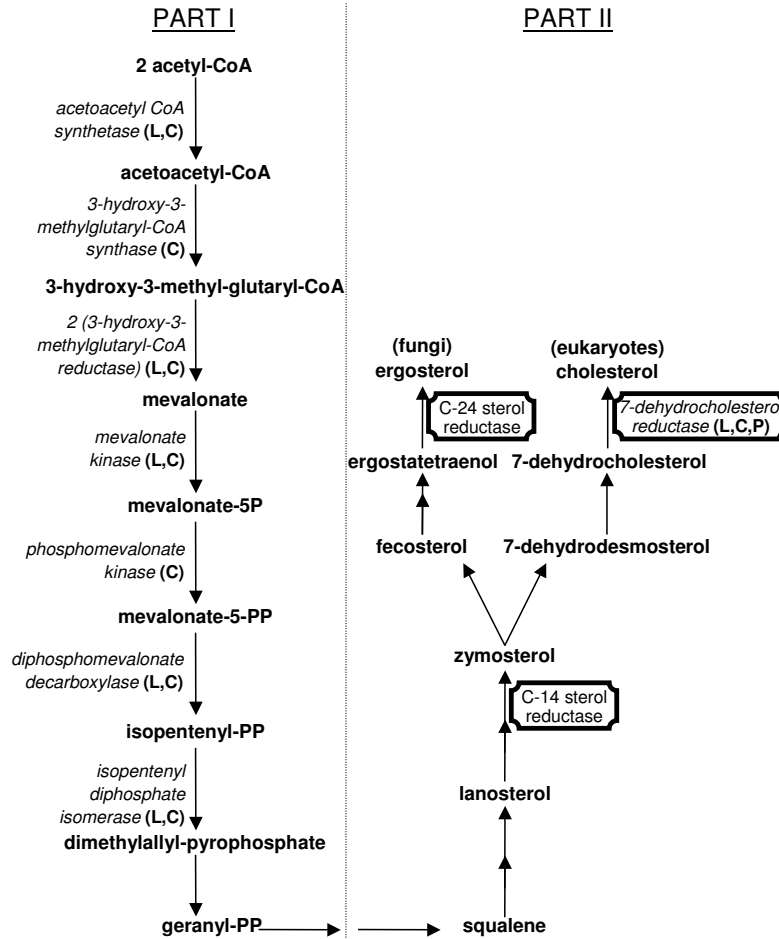 PART I
2 acetyl-CoA
acetoacetyl CoA
synthetase (L,C)
acetoacetyl-CoA
3-hydroxy-3-
methylglutaryl-CoA
synthase (C)
3-hydroxy-3-methyl-glutaryl-CoA
2 (3-hydroxy-3-
methylglutaryl-CoA
reductase) (L,C)
mevalonate
mevalonate
kinase (L,C)
mevalonate-5P
phosphomevalonate
kinase (C)
mevalonate-5-PP
diphosphomevalonate
decarboxylase (L,C)
isopentenyl-PP
isopentenyl
diphosphate
isomerase (L,C)
dimethylallyl-pyrophosphate
geranyl-PP
PART II
(fungi)
ergosterol
(eukaryotes)
cholesterol
C-24 sterol
reductase
7-dehydrocholestero
reductase (L,C,P)
ergostatetraenol
7-dehydrocholesterol
fecosterol
7-dehydrodesmosterol
zymosterol
C-14 sterol
reductase
lanosterol
squalene